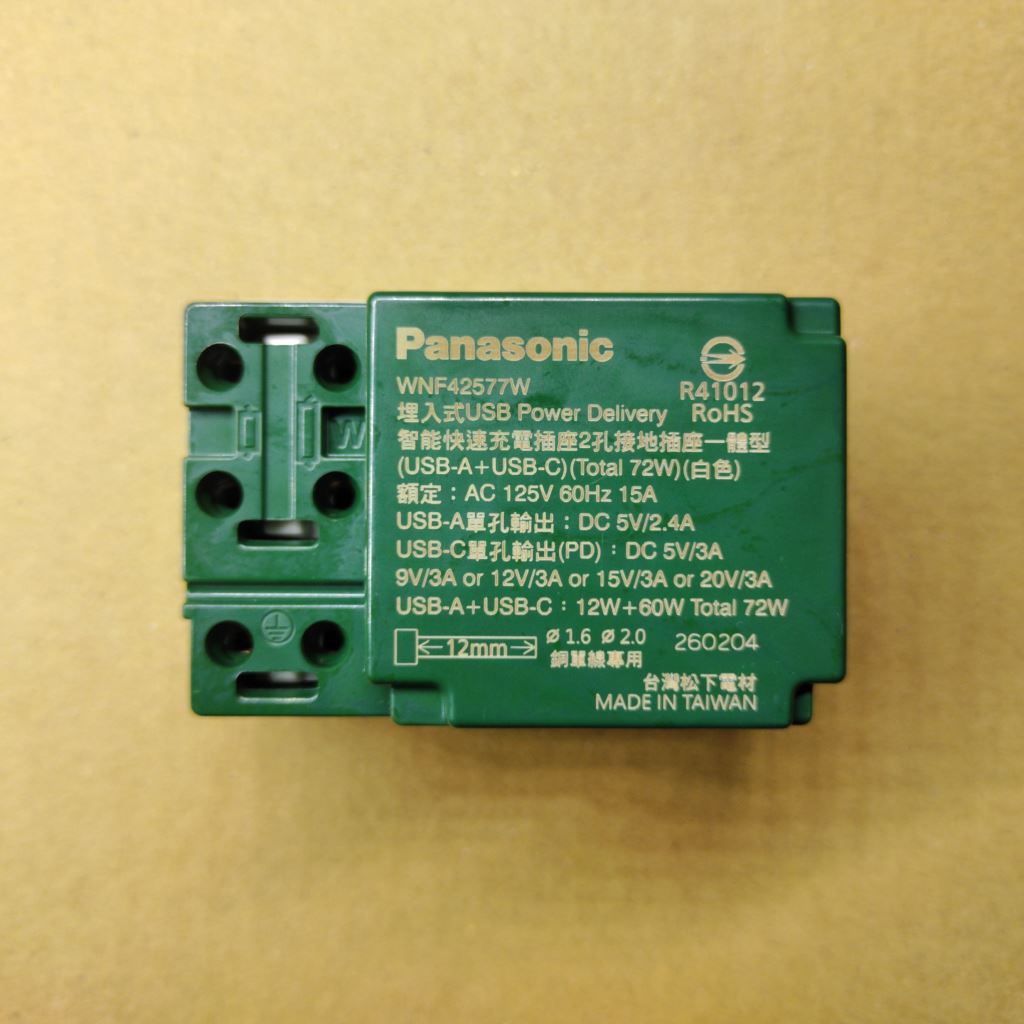 Panasonic
WNF42577W
R41012
埋入式USB Power Delivery
RoHS
智能快速充電插座2孔接地插座一體型
(USB-A+USB-C)(Total 72W)(白色)
額定：AC 125V 60Hz 15A
USB-A單孔輸出：DC 5V/2.4A
USB-C單孔輸出(PD)：DC 5V/3A
9V/3A or 12V/3A or 15V/3A or 20V/3A
USB-A+USB-C：12W+60W Total 72W
12mm
ø 1.6 ø 2.0
銅單線專用
260204
台灣松下電材
MADE IN TAIWAN
W